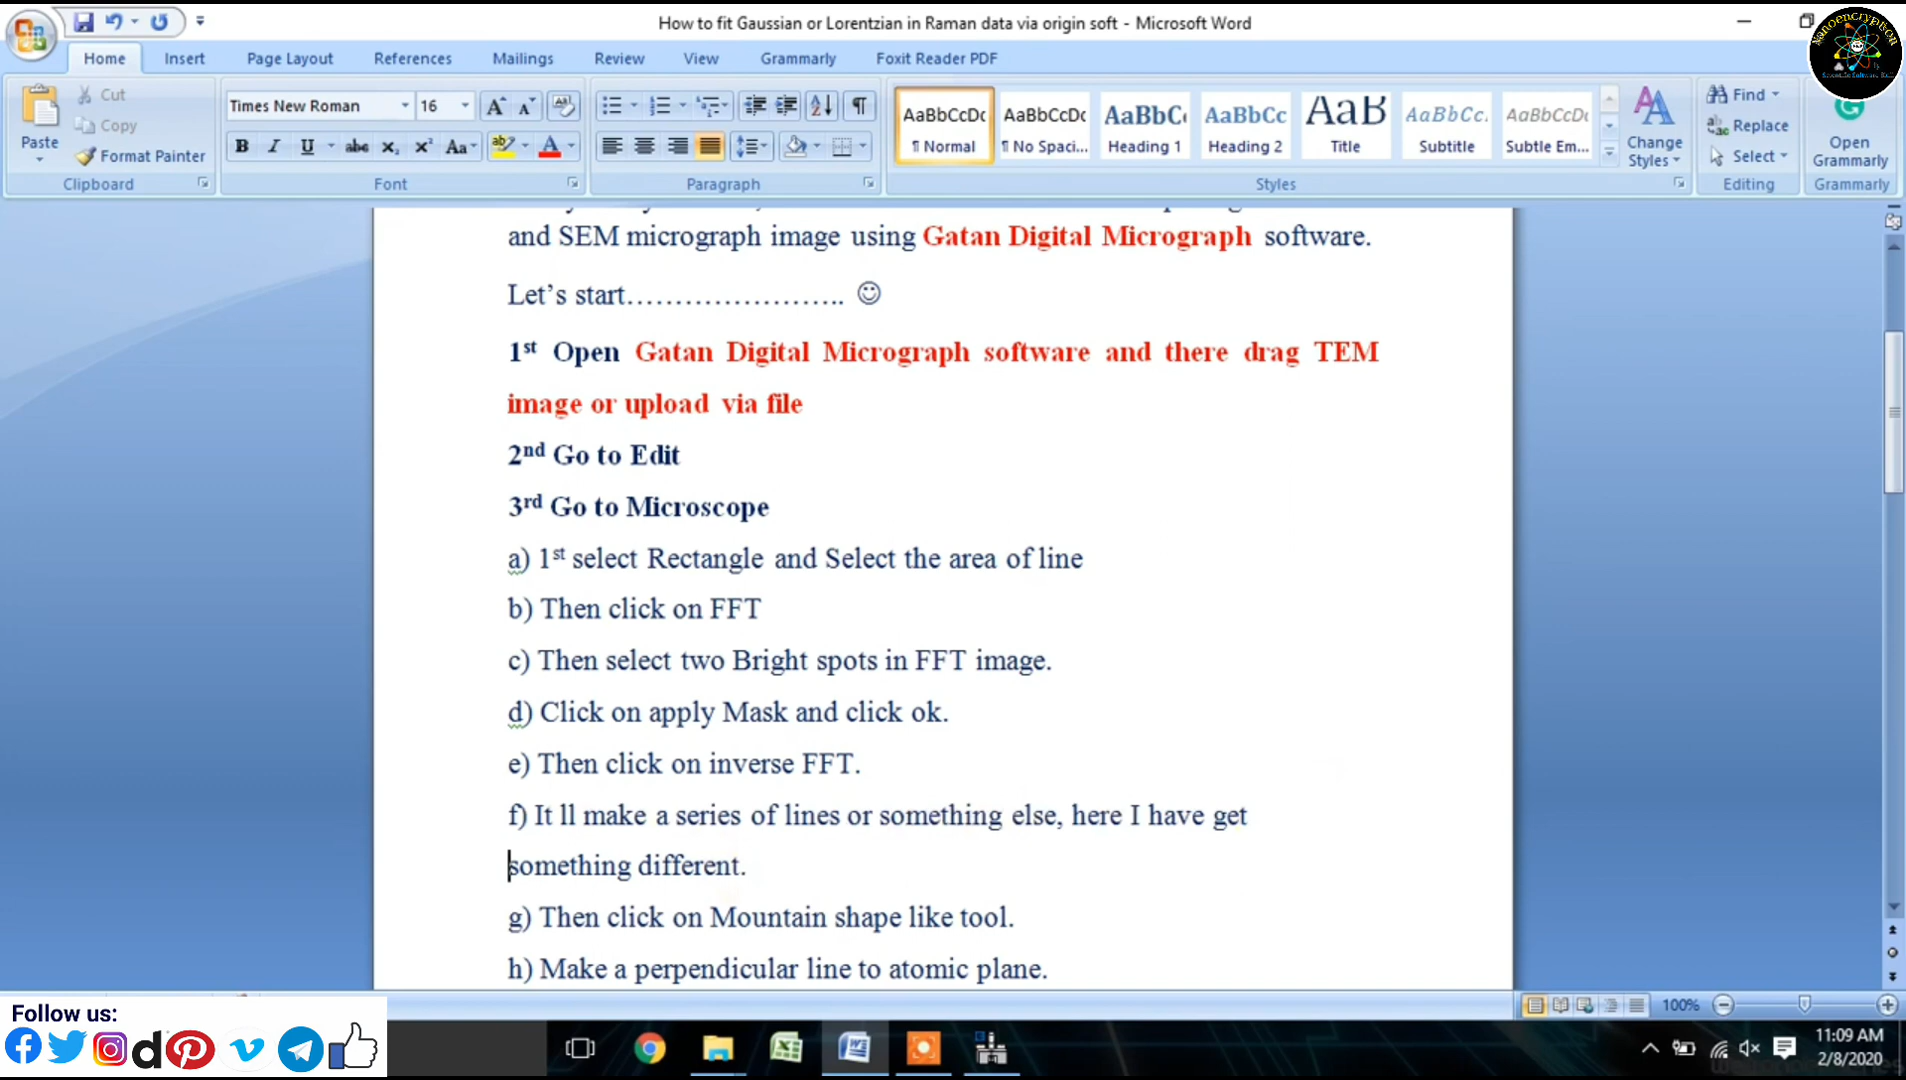 How to fit Gaussian or Lorentzian in Raman data via origin soft - Microsoft Word
Nanoencryption
Home Insert Page Layout References Mailings Review View Grammarly Foxit Reader PDF
Paste
Cut
Copy
Format Painter
Clipboard
Times New Roman 16
Font
Paragraph
AaBbCcDc AaBbCcDc AaBbC AaBbCc AaB AaBbCc. AaBbCcDc
¶ Normal ¶ No Spaci... Heading 1 Heading 2 Title Subtitle Subtle Em...
Change Styles
Styles
Find
Replace
Select
Editing
Open Grammarly
Grammarly
and SEM micrograph image using Gatan Digital Micrograph software.
Let’s start…………………….. ☺
1st Open Gatan Digital Micrograph software and there drag TEM
image or upload via file
2nd Go to Edit
3rd Go to Microscope
a) 1st select Rectangle and Select the area of line
b) Then click on FFT
c) Then select two Bright spots in FFT image.
d) Click on apply Mask and click ok.
e) Then click on inverse FFT.
f) It ll make a series of lines or something else, here I have get
something different.
g) Then click on Mountain shape like tool.
h) Make a perpendicular line to atomic plane.
100%
Follow us:
11:09 AM
2/8/2020